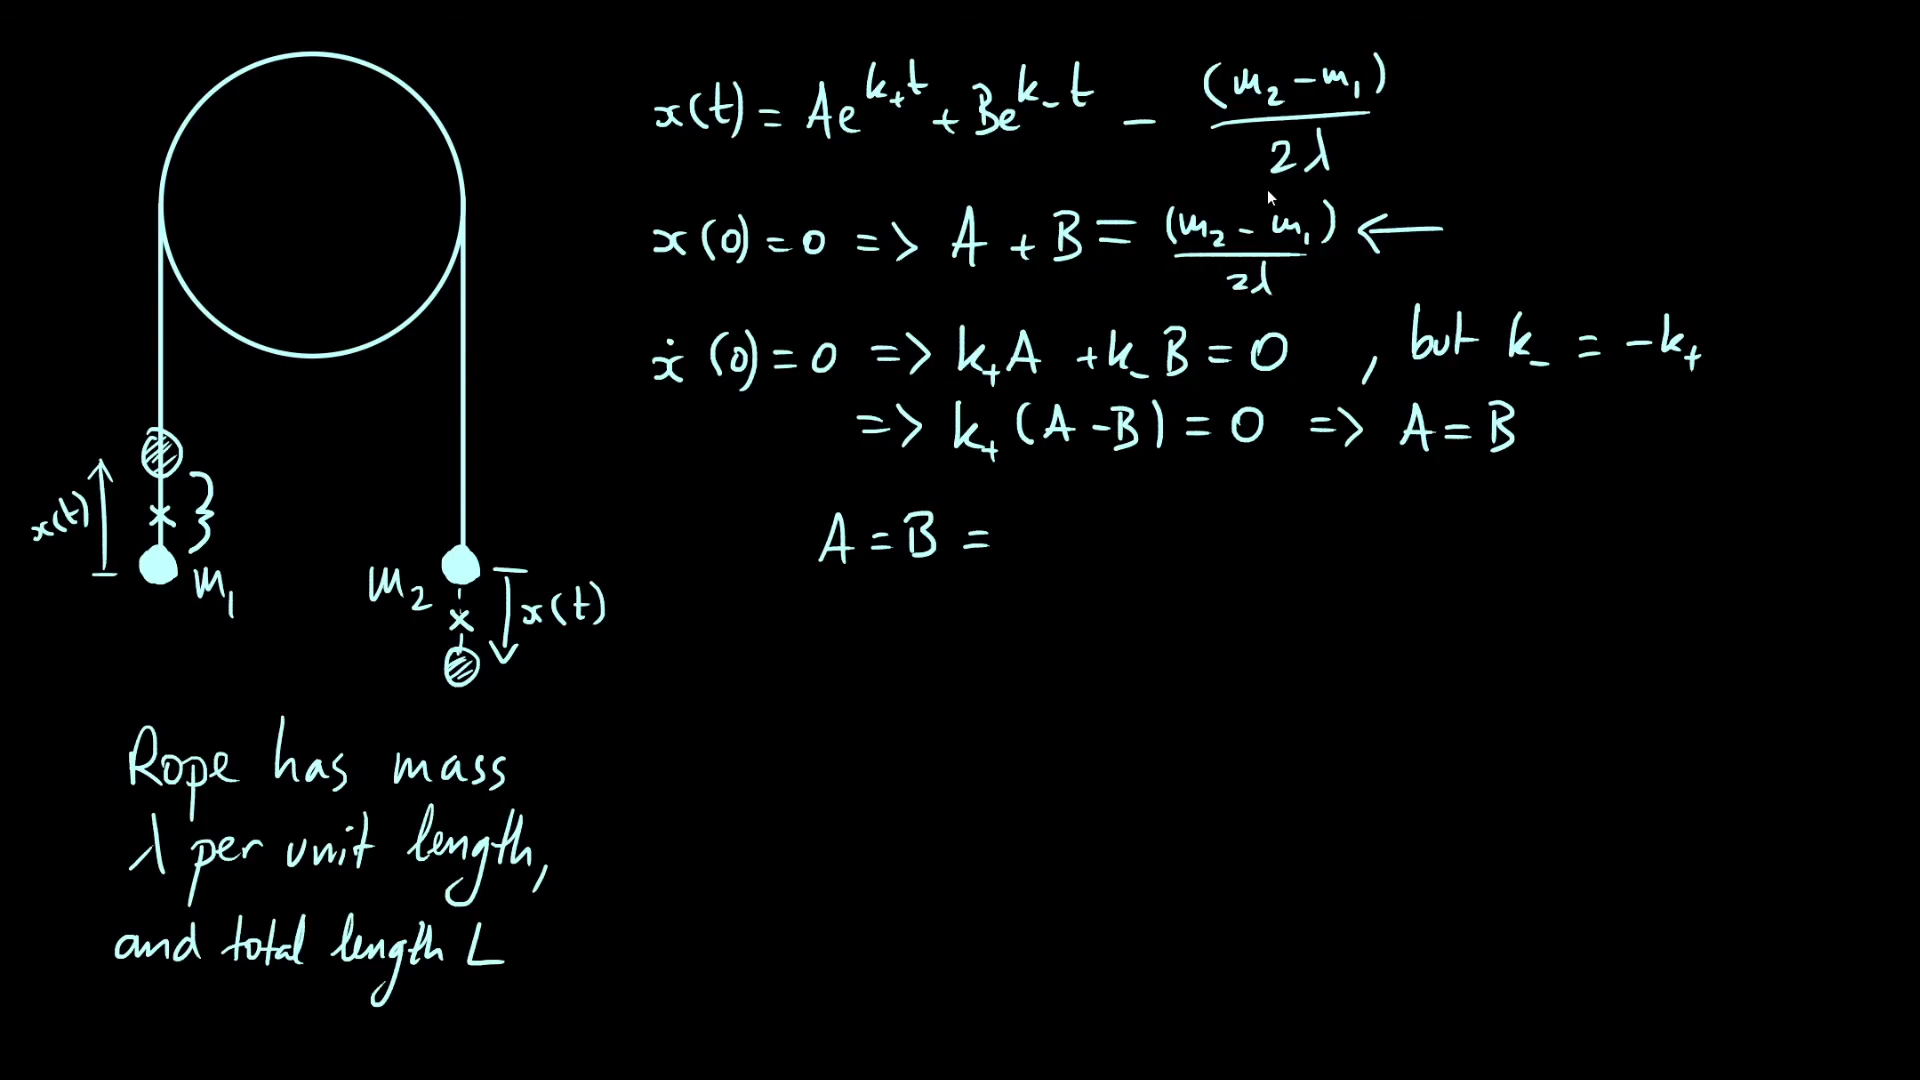 x(t) = Ae^{k₊t} + Be^{k₋t} − (m₂ − m₁) / 2λ
x(0) = 0 => A + B = (m₂ − m₁) / 2λ ←
ẋ(0) = 0 => k₊A + k₋B = 0 , but k₋ = −k₊
=> k₊(A − B) = 0 => A = B
A = B =
x(t)
m₁
m₂
x(t)
Rope has mass
λ per unit length,
and total length L